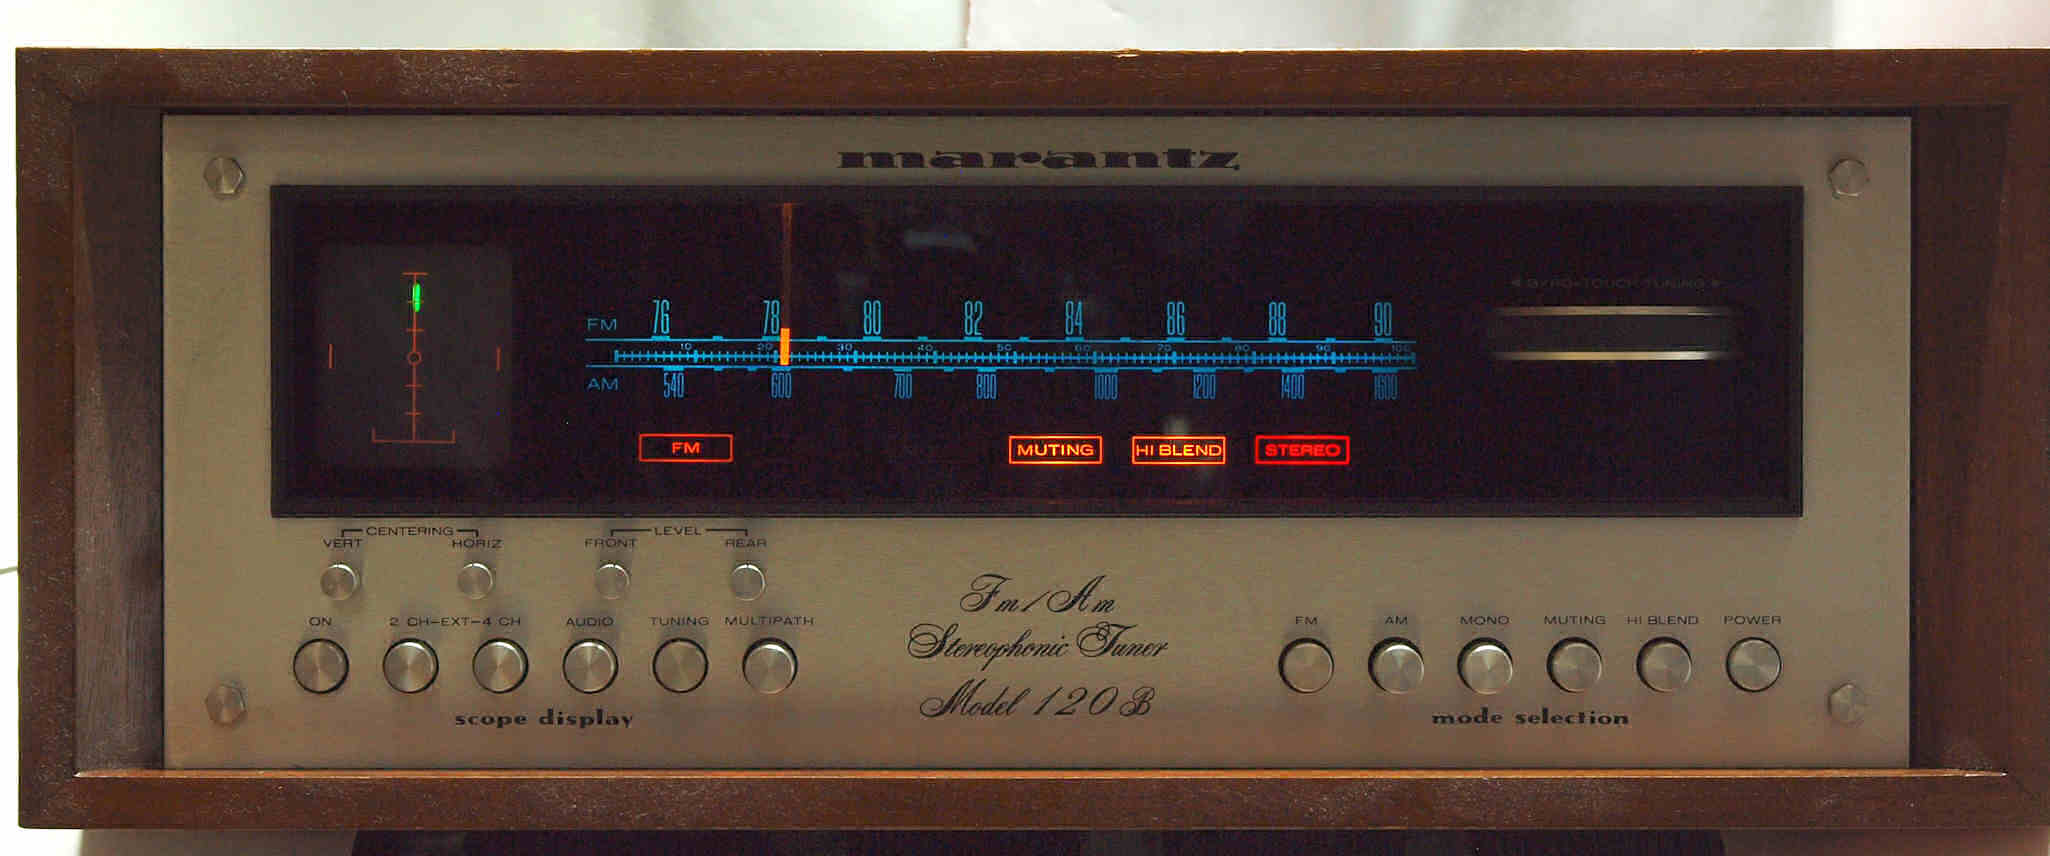 marantz
◄ GYRO-TOUCH TUNING ►
FM 76 78 80 82 84 86 88 90
10 20 30 40 50 60 70 80 90 100
AM 540 600 700 800 1000 1200 1400 1600
FM MUTING HI BLEND STEREO
CENTERING LEVEL
VERT HORIZ FRONT REAR
Fm/Am
Stereophonic Tuner
Model 120B
ON 2 CH-EXT-4 CH AUDIO TUNING MULTIPATH
FM AM MONO MUTING HI BLEND POWER
scope display
mode selection